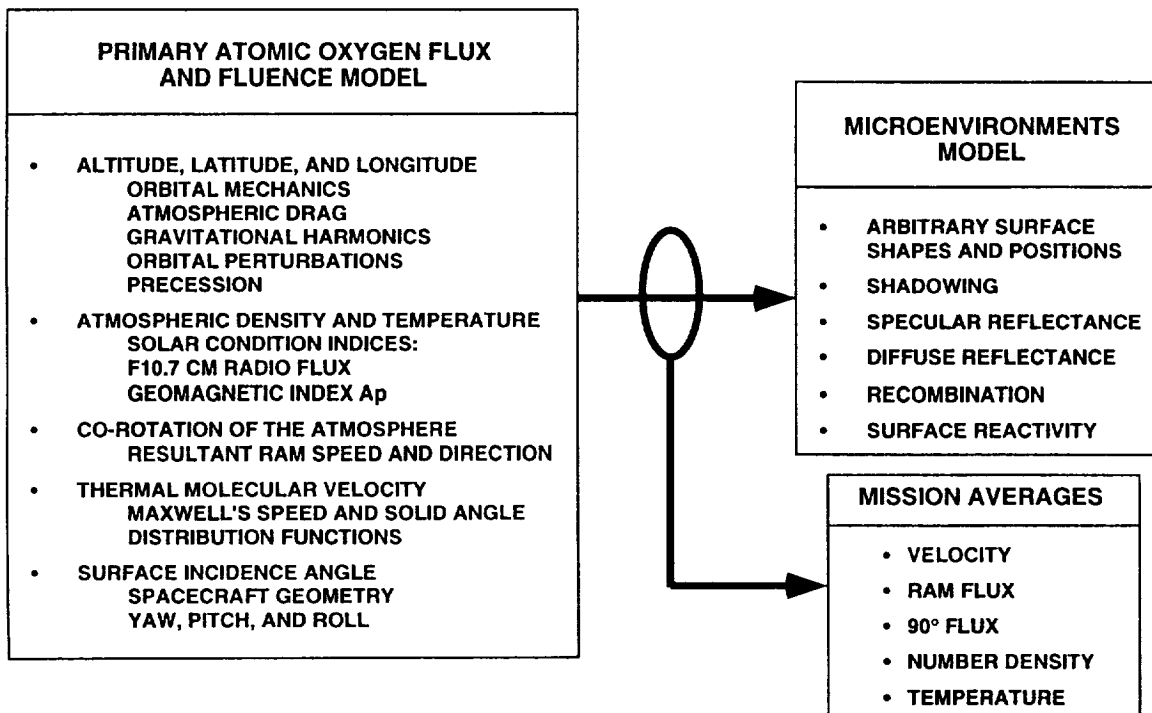 PRIMARY ATOMIC OXYGEN FLUX
AND FLUENCE MODEL
• ALTITUDE, LATITUDE, AND LONGITUDE
ORBITAL MECHANICS
ATMOSPHERIC DRAG
GRAVITATIONAL HARMONICS
ORBITAL PERTURBATIONS
PRECESSION
• ATMOSPHERIC DENSITY AND TEMPERATURE
SOLAR CONDITION INDICES:
F10.7 CM RADIO FLUX
GEOMAGNETIC INDEX Ap
• CO-ROTATION OF THE ATMOSPHERE
RESULTANT RAM SPEED AND DIRECTION
• THERMAL MOLECULAR VELOCITY
MAXWELL'S SPEED AND SOLID ANGLE
DISTRIBUTION FUNCTIONS
• SURFACE INCIDENCE ANGLE
SPACECRAFT GEOMETRY
YAW, PITCH, AND ROLL
MICROENVIRONMENTS
MODEL
• ARBITRARY SURFACE
SHAPES AND POSITIONS
• SHADOWING
• SPECULAR REFLECTANCE
• DIFFUSE REFLECTANCE
• RECOMBINATION
• SURFACE REACTIVITY
MISSION AVERAGES
• VELOCITY
• RAM FLUX
• 90° FLUX
• NUMBER DENSITY
• TEMPERATURE